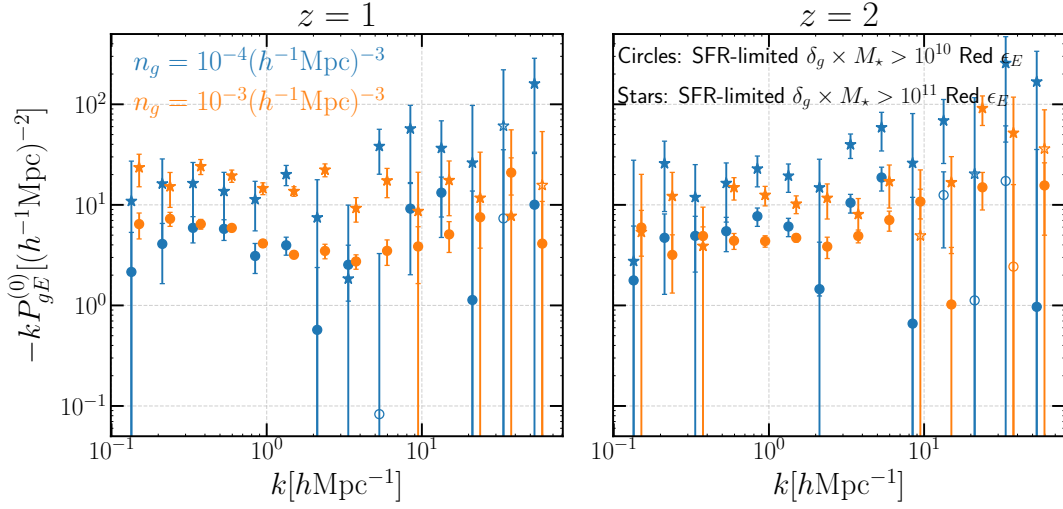 z = 1
z = 2
n_g = 10^{-4}(h^{-1}Mpc)^{-3}
n_g = 10^{-3}(h^{-1}Mpc)^{-3}
Circles: SFR-limited δ_g × M_⋆ > 10^{10} Red ϵ_E
Stars: SFR-limited δ_g × M_⋆ > 10^{11} Red ϵ_E
−kP_{gE}^{(0)}[(h^{-1}Mpc)^{-2}]
10^2
10^1
10^0
10^{-1}
10^{-1} 10^0 10^1
10^{-1} 10^0 10^1
k[hMpc^{-1}]
k[hMpc^{-1}]